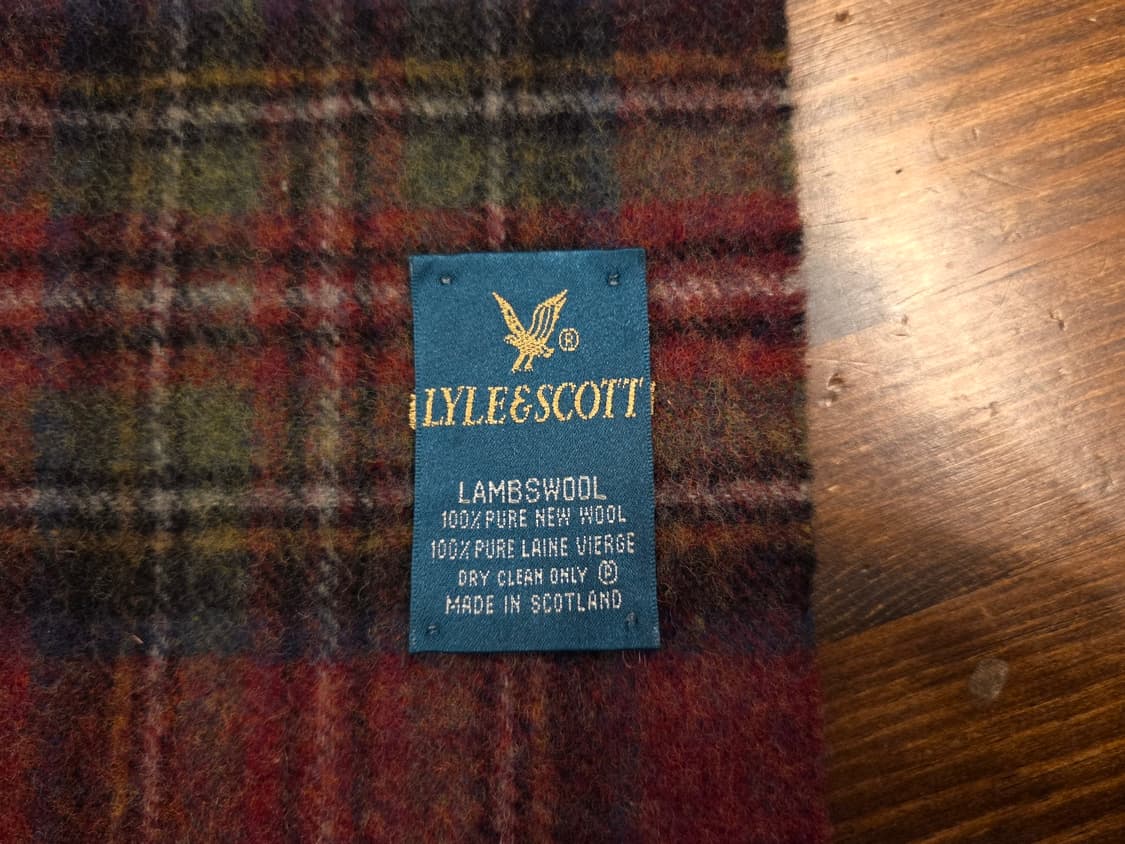 ®
LYLE&SCOTT
LAMBSWOOL
100% PURE NEW WOOL
100% PURE LAINE VIERGE
DRY CLEAN ONLY Ⓟ
MADE IN SCOTLAND